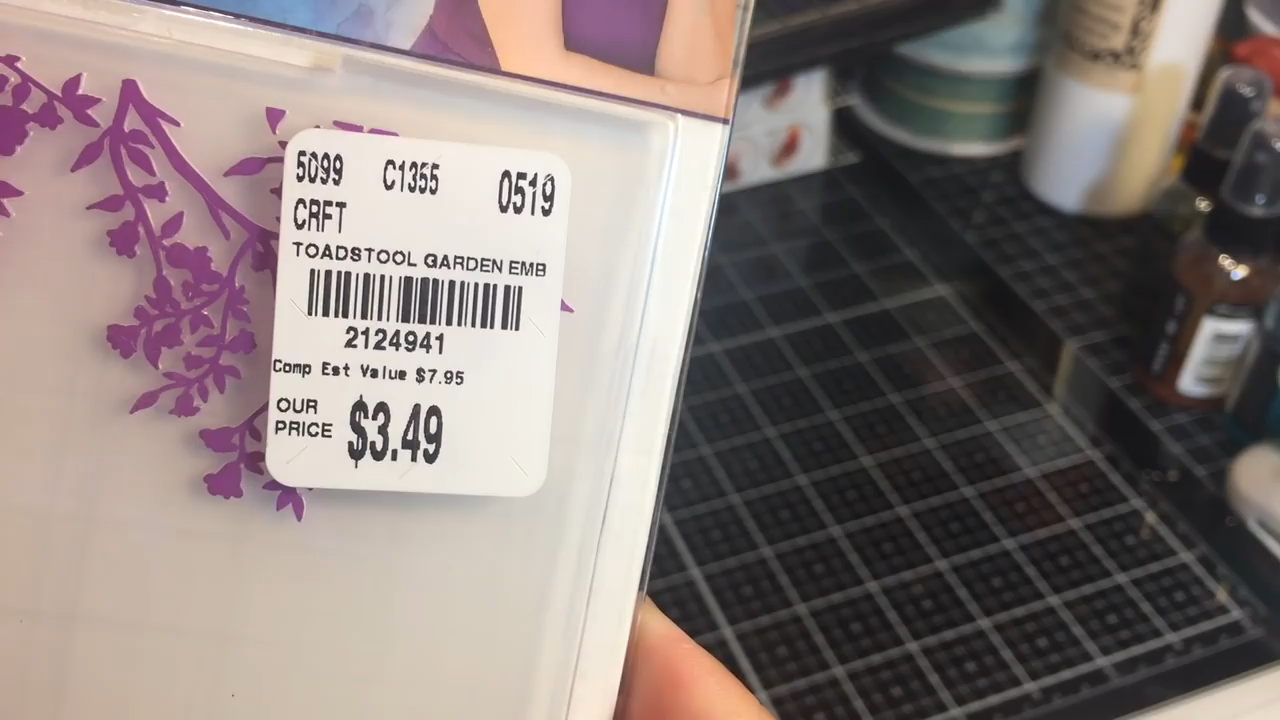 5099 C1355 0519
CRFT
TOADSTOOL GARDEN EMB
2124941
Comp Est Value $7.95
OUR PRICE $3.49